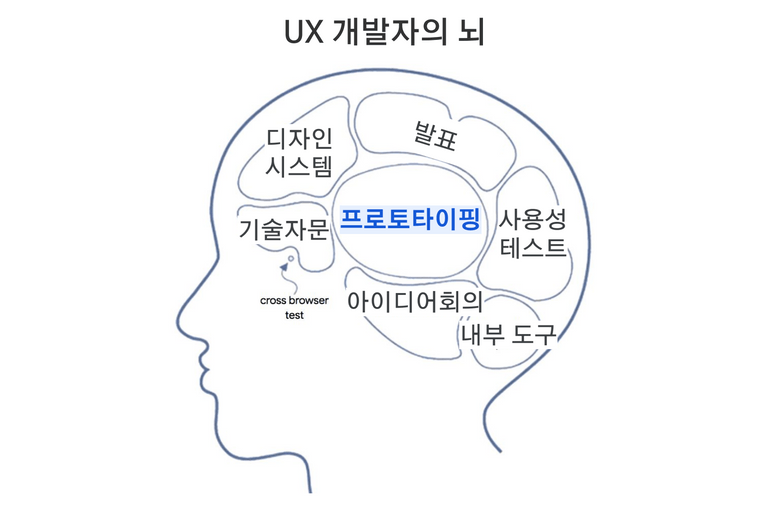 UX 개발자의 뇌
디자인
시스템
발표
기술자문
프로토타이핑
사용성
테스트
cross browser
test
아이디어회의
내부 도구